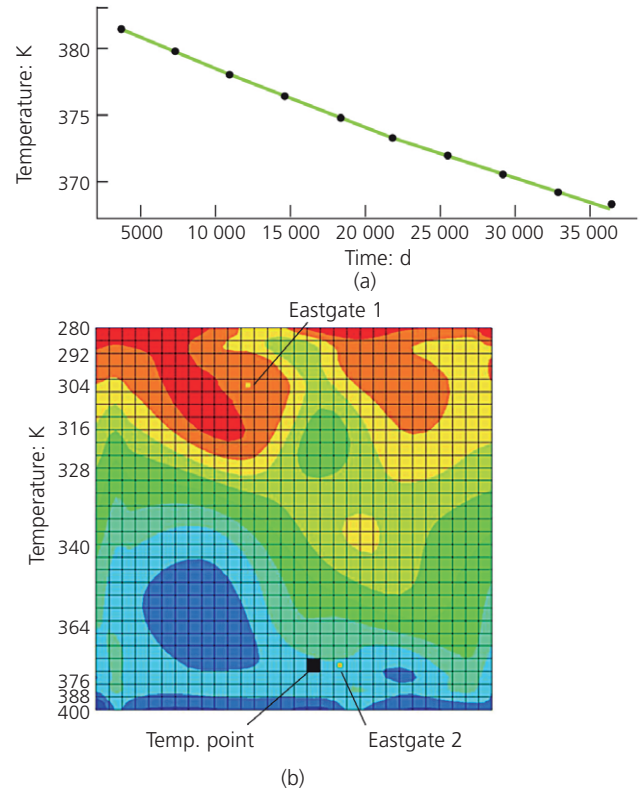 Temperature: K
380
375
370
5000 10 000 15 000 20 000 25 000 30 000 35 000
Time: d
(a)
Eastgate 1
Temperature: K
280
292
304
316
328
340
364
376
388
400
Temp. point Eastgate 2
(b)